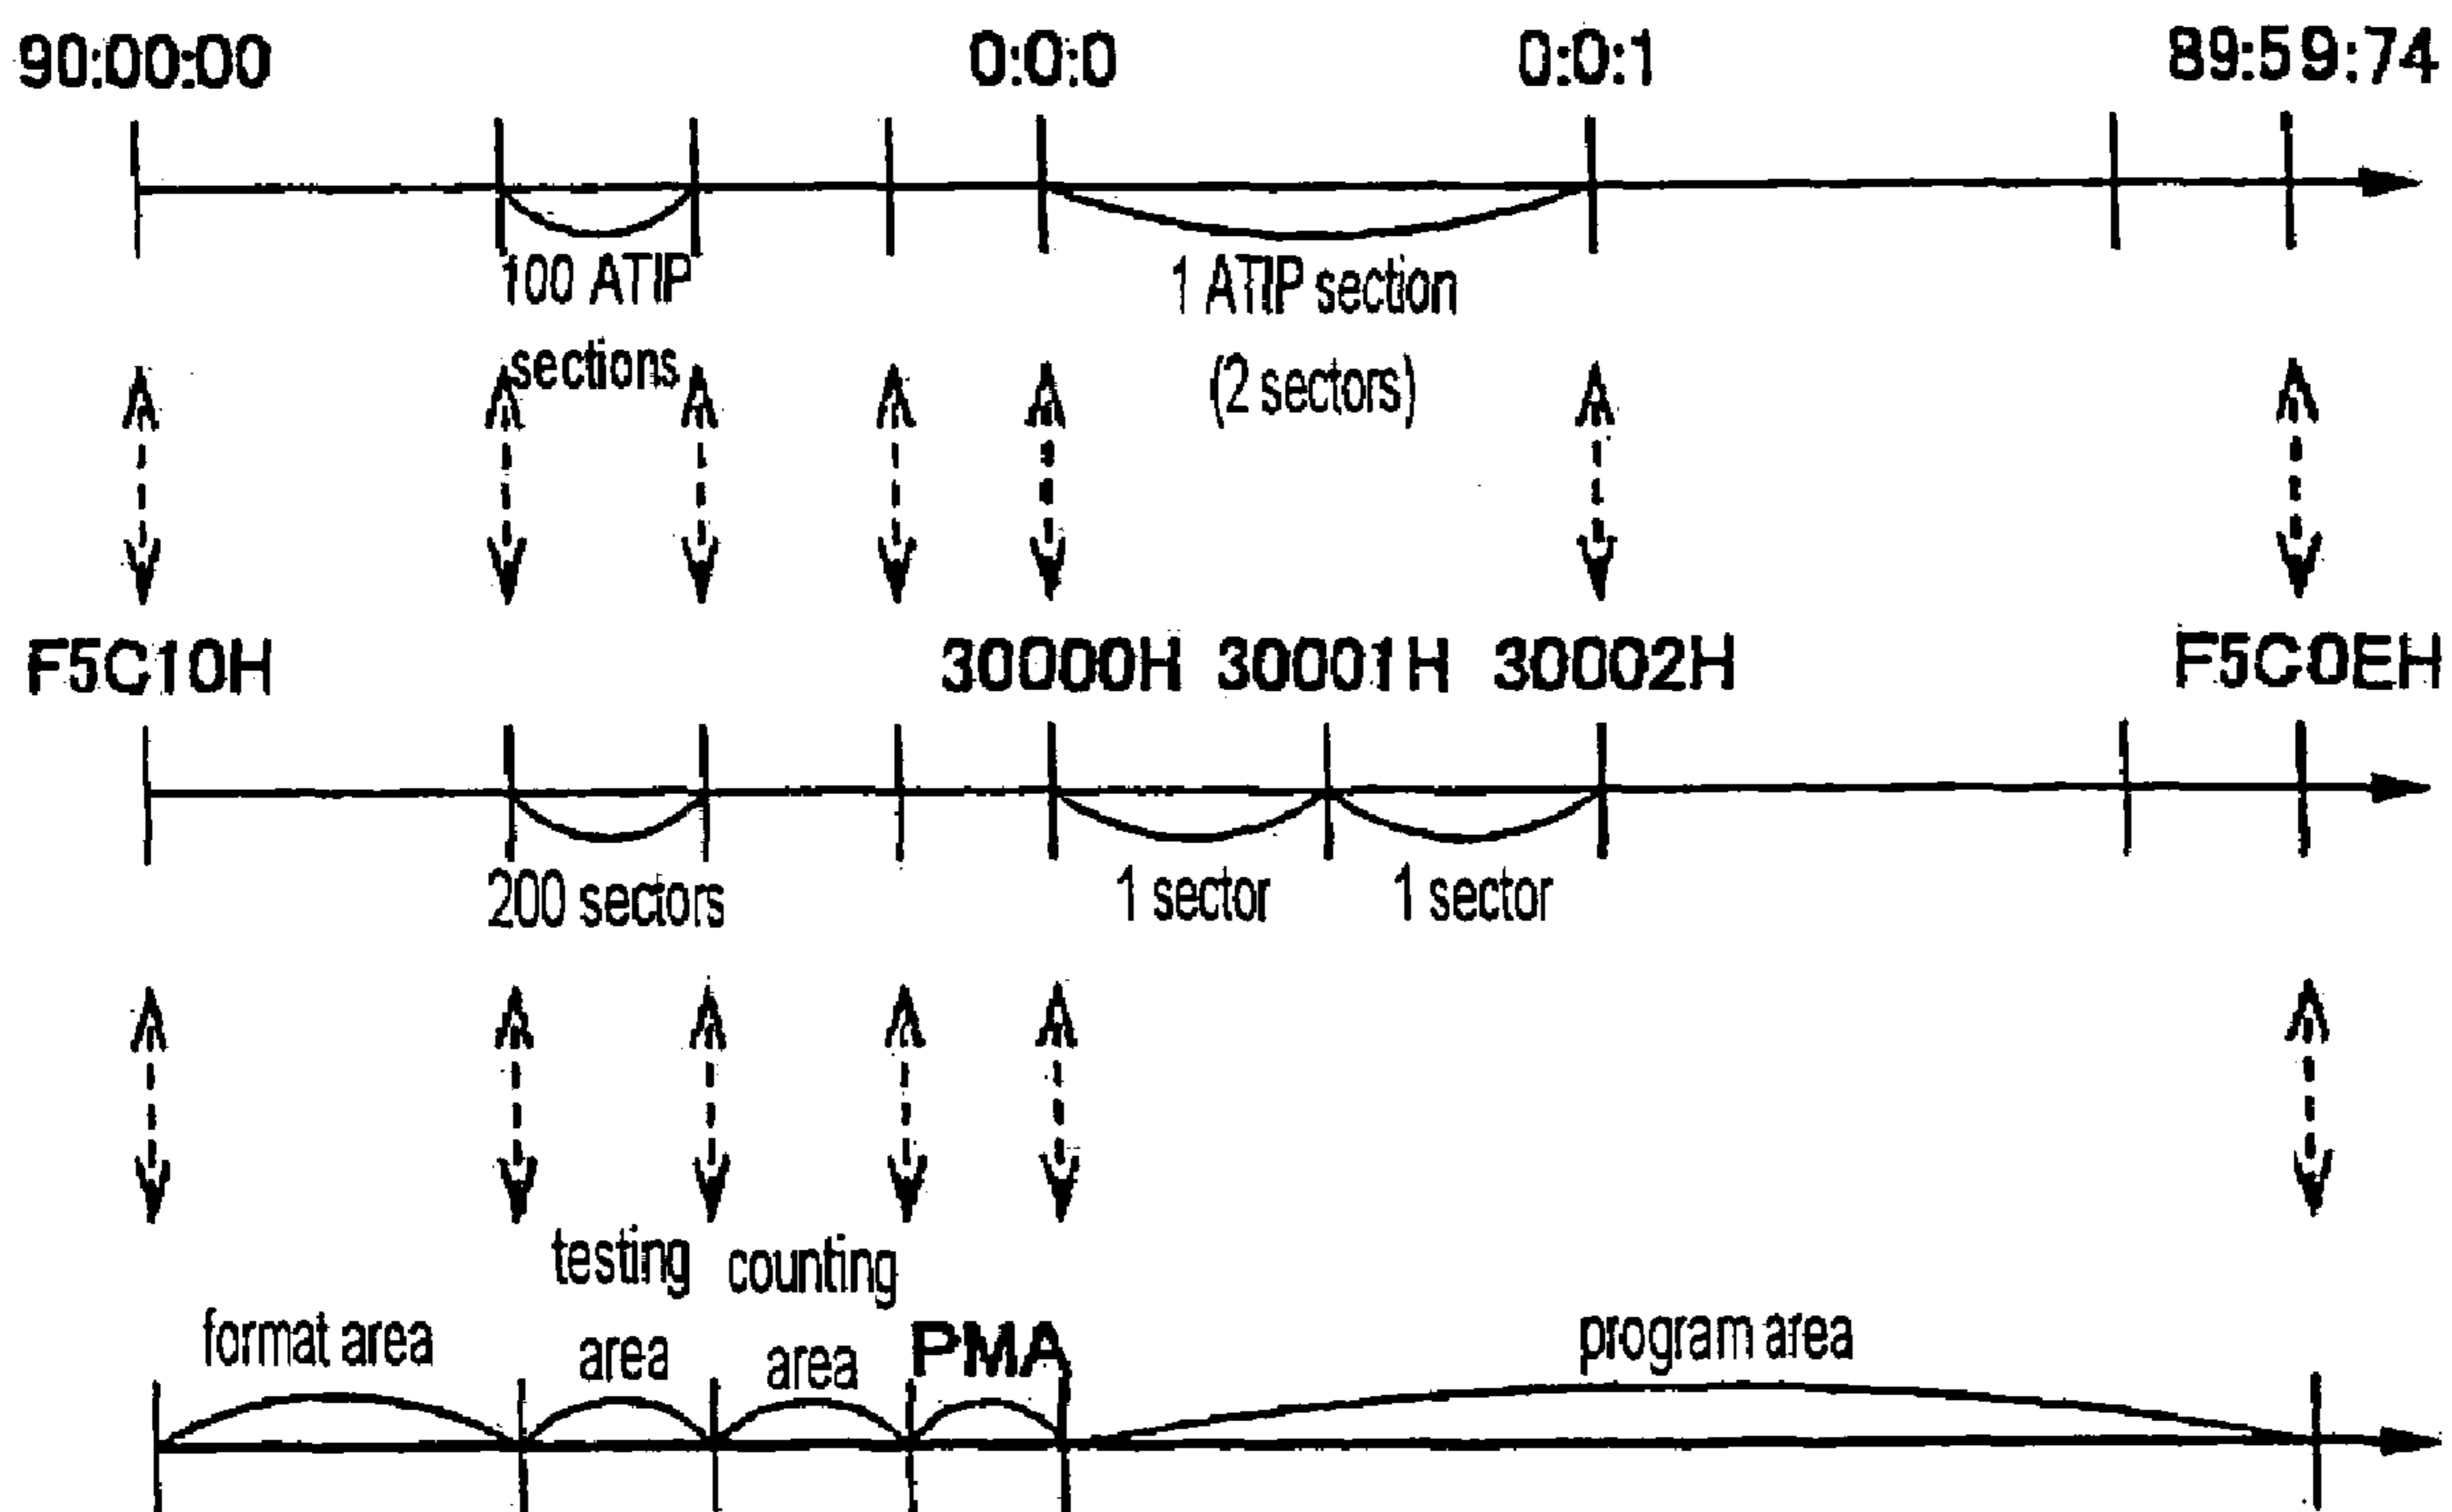 90:00:00 0:0:0 0:0:1 89:59:74
100 ATIP
sections
1 ATIP section
(2 sectors)
F5C10H 30000H 30001H 30002H F5C0EH
200 sectors 1 sector 1 sector
testing counting
format area area area PMA program area